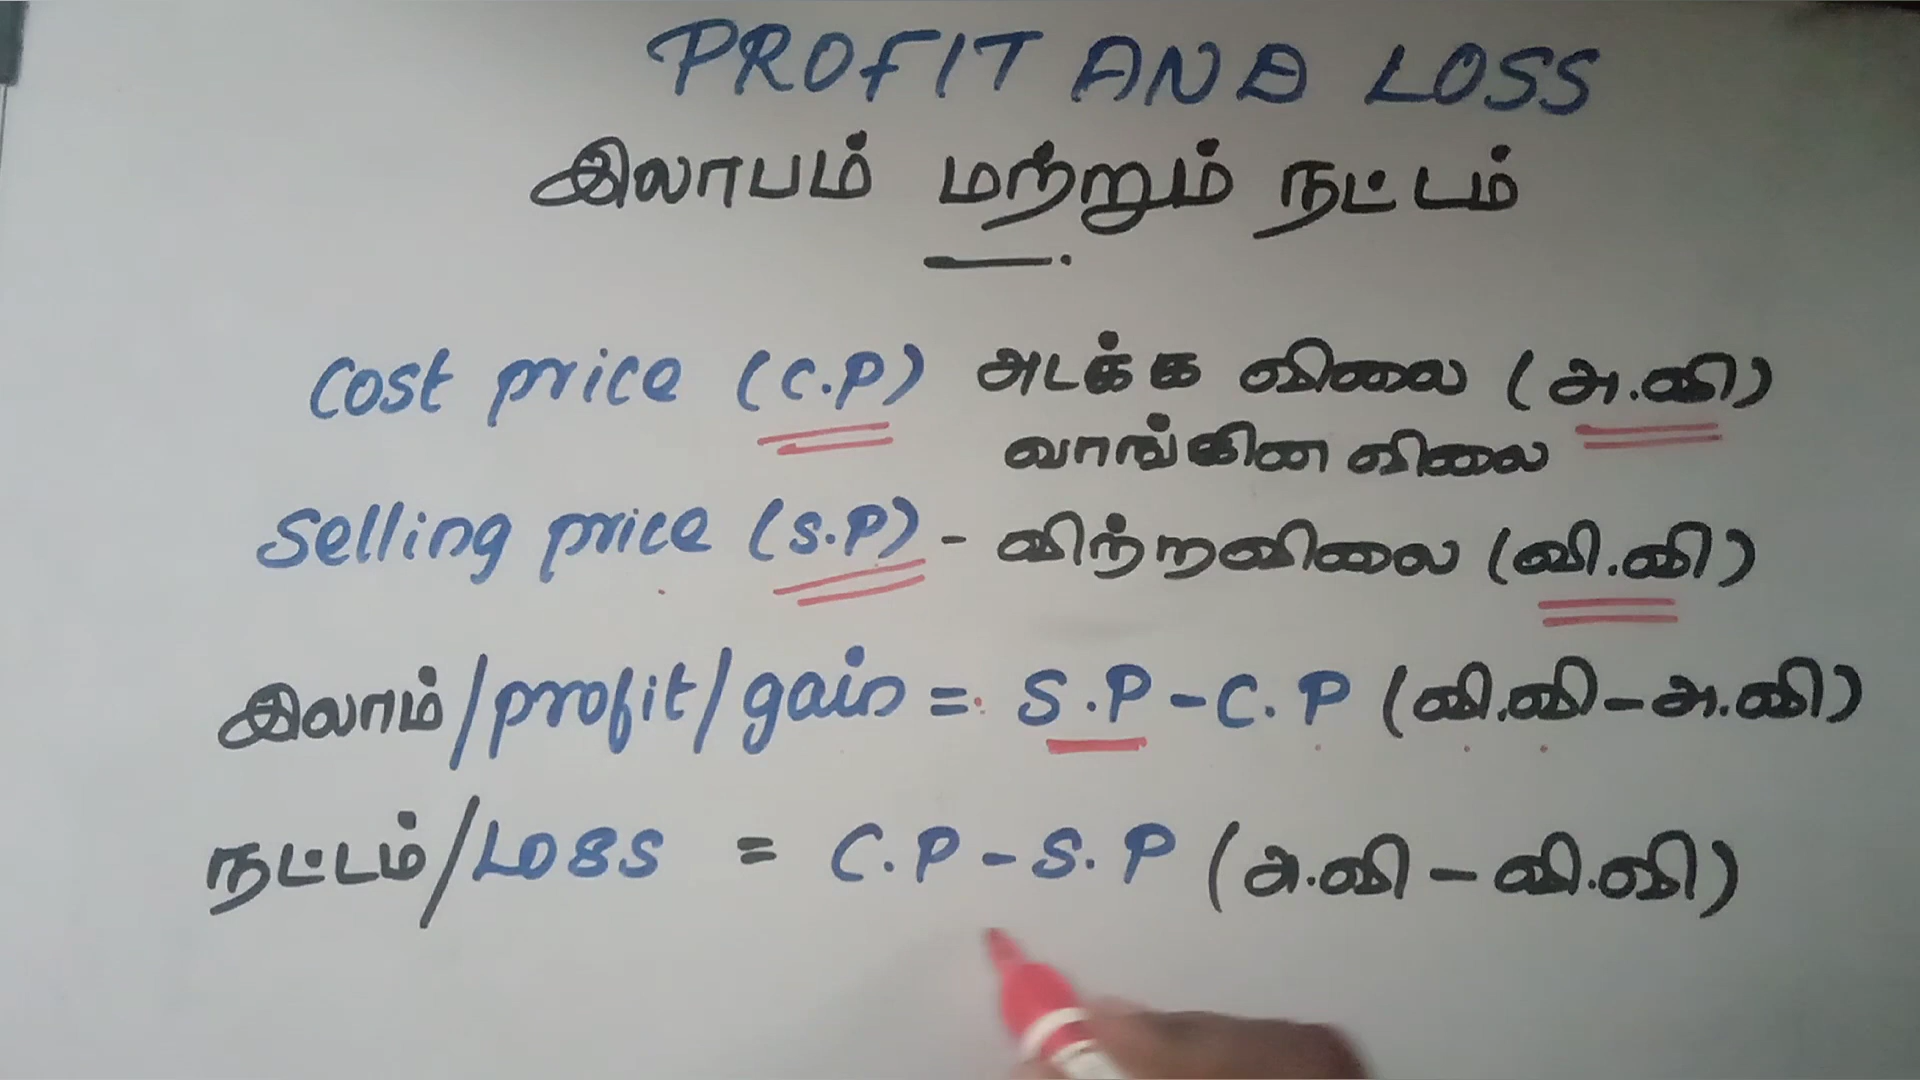 PROFIT AND LOSS
இலாபம் மற்றும் நட்டம்
Cost price (C.P) அடக்க விலை (அ.வி)
வாங்கின விலை
Selling price (S.P) - விற்றவிலை (வி.வி)
இலாம்/profit/gain = S.P - C.P (வி.வி - அ.வி)
நட்டம்/LOSS = C.P - S.P (அ.வி - வி.வி)